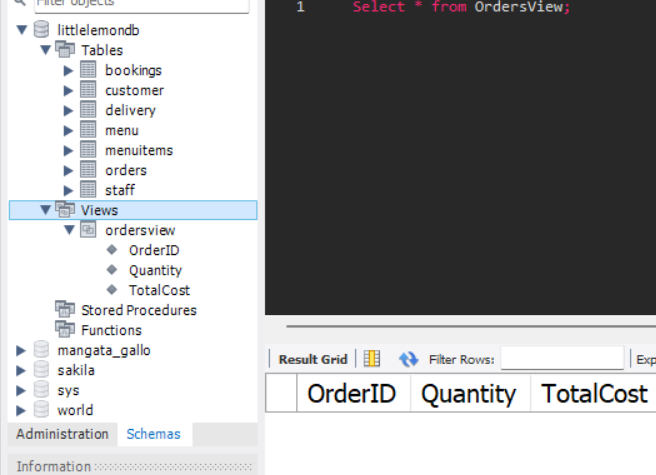 Filter objects
littlelemondb
Tables
bookings
customer
delivery
menu
menuitems
orders
staff
Views
ordersview
OrderID
Quantity
TotalCost
Stored Procedures
Functions
mangata_gallo
sakila
sys
world
Administration Schemas
Information
1 Select * from OrdersView;
Result Grid Filter Rows: Exp
OrderID Quantity TotalCost